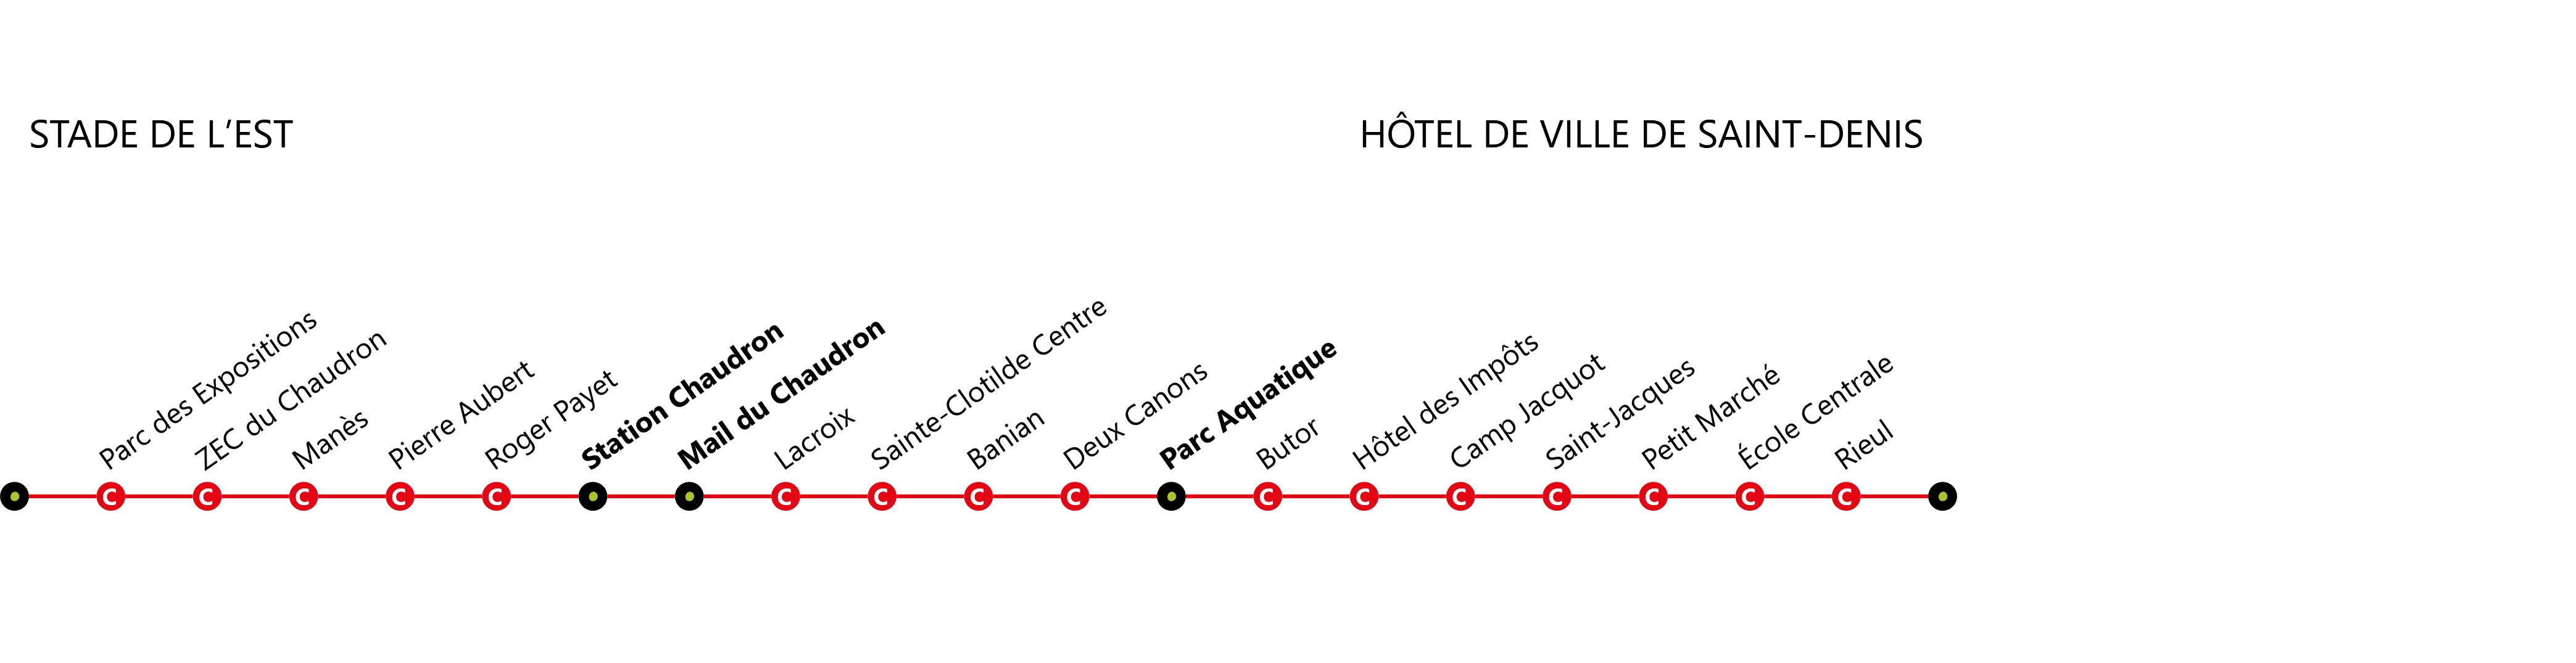 STADE DE L’EST
HÔTEL DE VILLE DE SAINT-DENIS
Parc des Expositions
ZEC du Chaudron
Manès
Pierre Aubert
Roger Payet
Station Chaudron
Mail du Chaudron
Lacroix
Sainte-Clotilde Centre
Banian
Deux Canons
Parc Aquatique
Butor
Hôtel des Impôts
Camp Jacquot
Saint-Jacques
Petit Marché
École Centrale
Rieul
C C C C C C C C C C C C C C C C